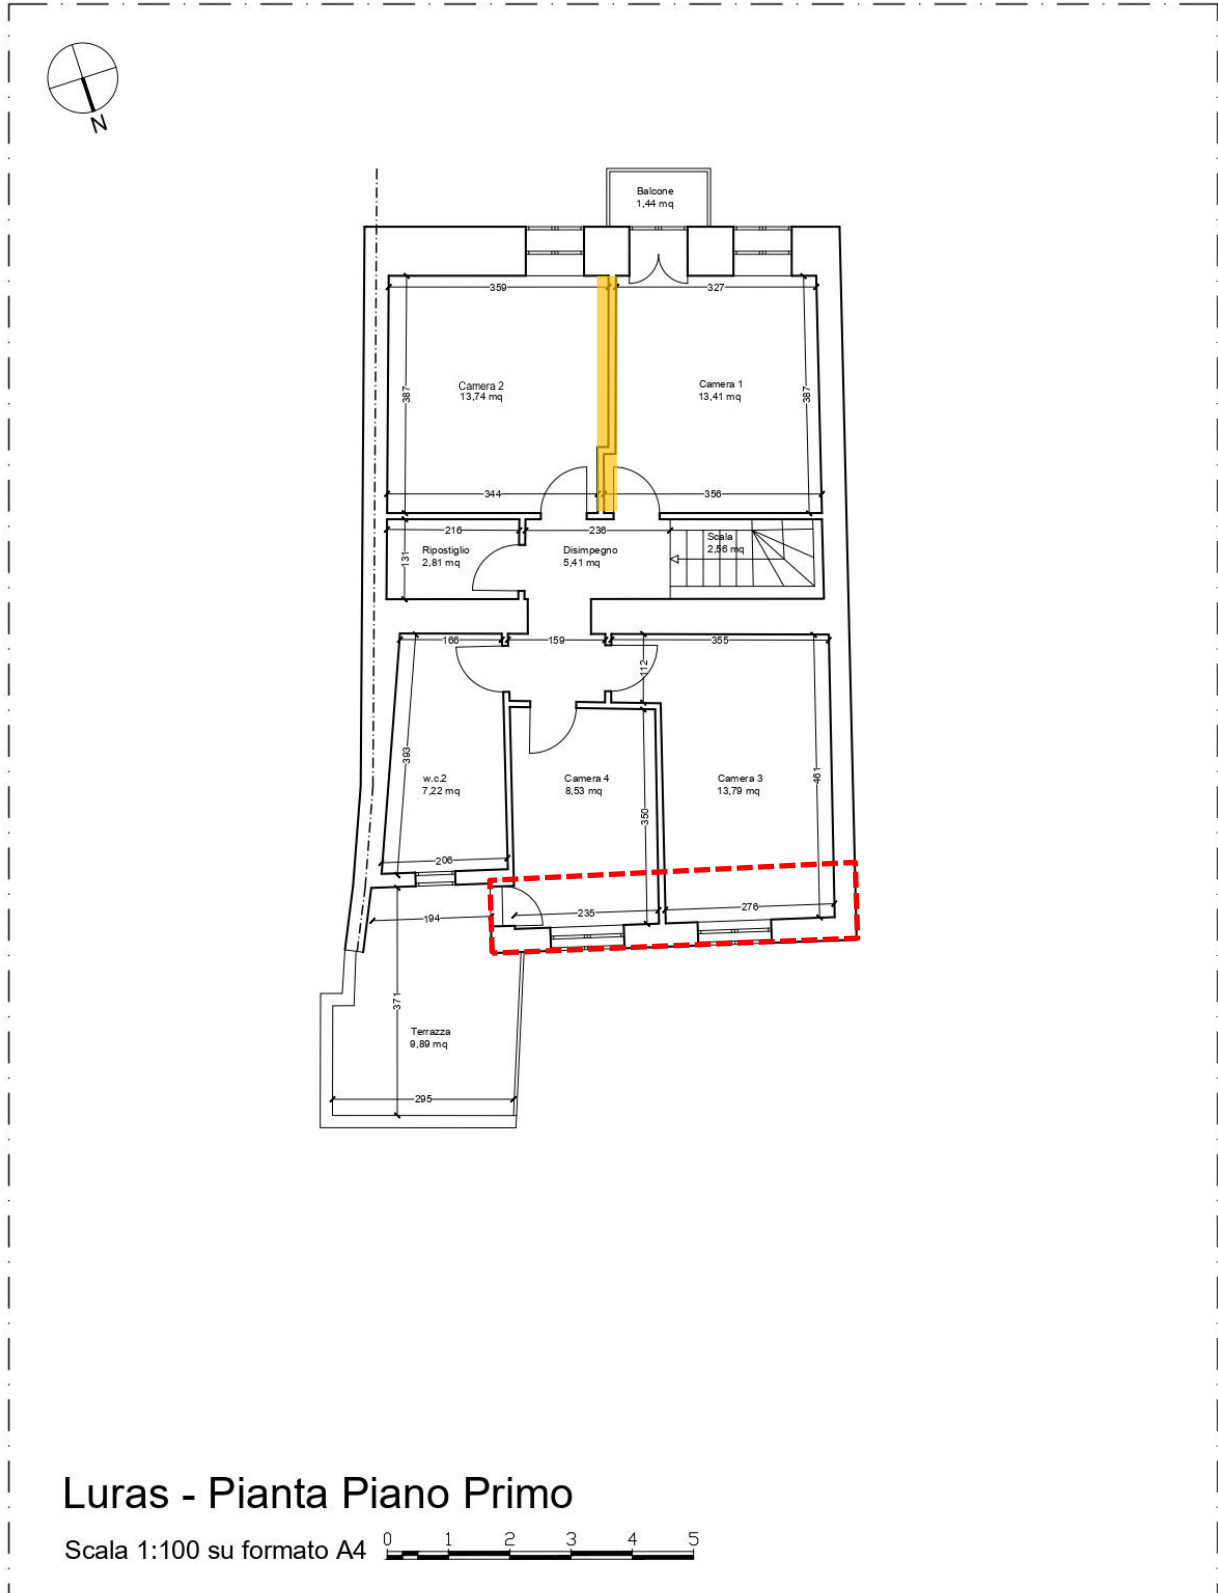 N
Balcone
1,44 mq
359
327
Camera 2
13,74 mq
Camera 1
13,41 mq
387
387
344
356
216
236
Ripostiglio
2,81 mq
131
Disimpegno
5,41 mq
Scala
2,56 mq
166
159
355
112
393
w.c.2
7,22 mq
Camera 4
8,53 mq
Camera 3
13,79 mq
461
350
206
194
235
276
371
Terrazza
9,89 mq
295
Luras - Pianta Piano Primo
Scala 1:100 su formato A4
0 1 2 3 4 5